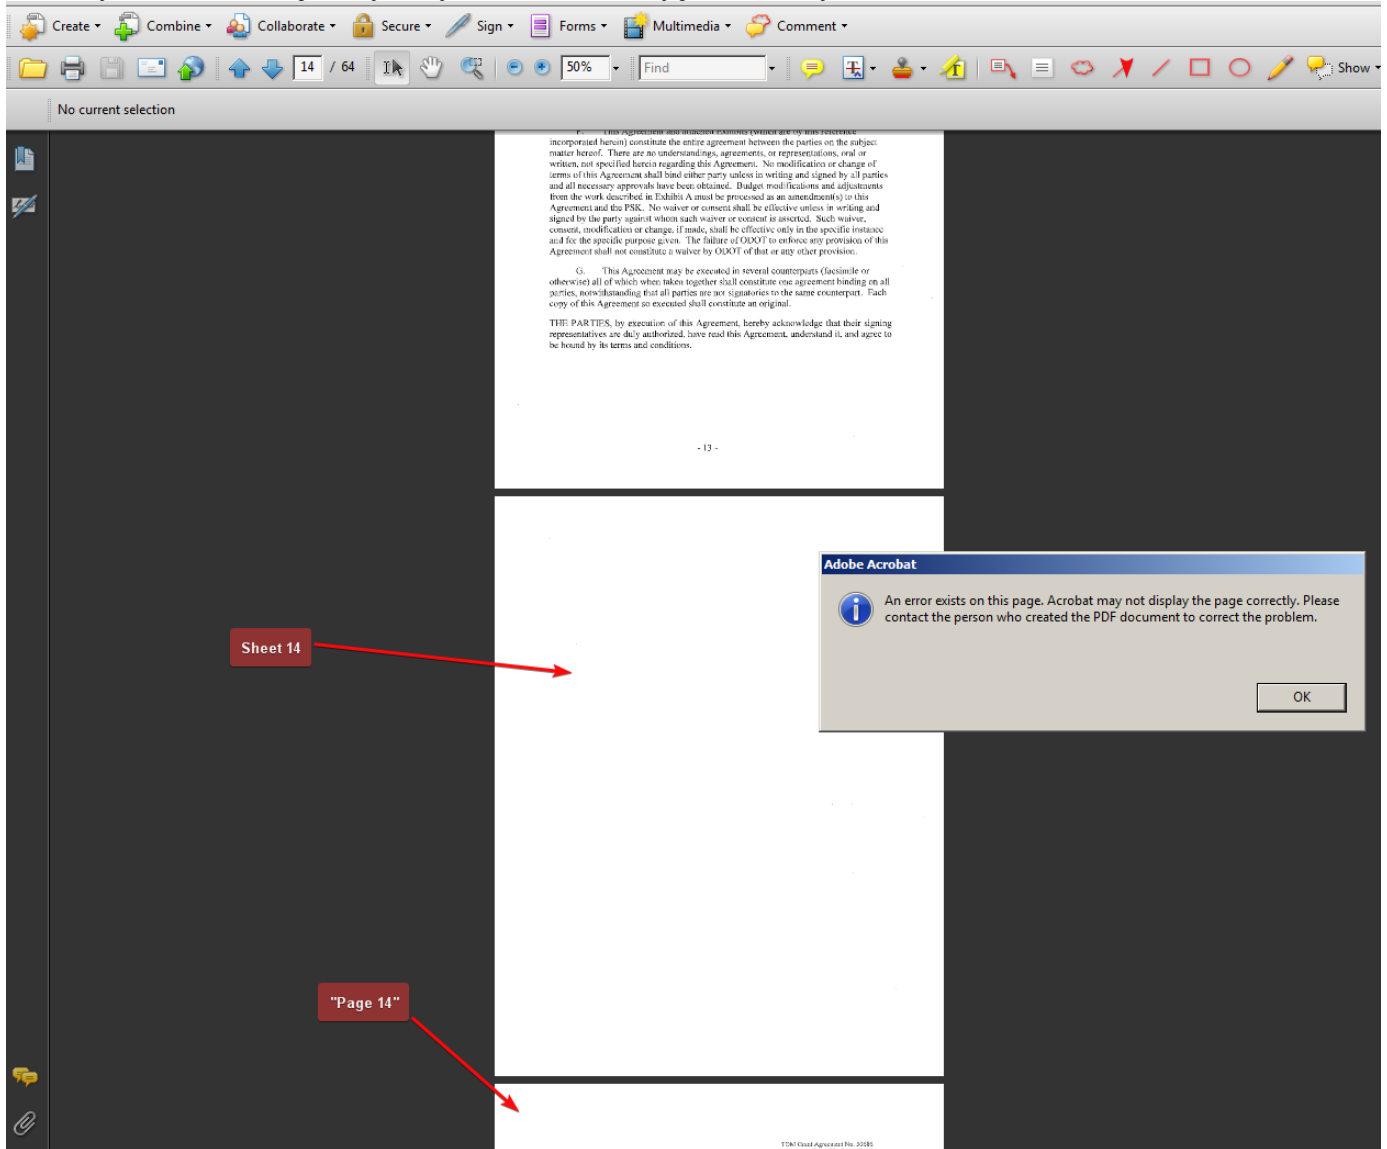 Create Combine Collaborate Secure Sign Forms Multimedia Comment
14 / 64 50% Find Show
No current selection
F. This Agreement and attached Exhibits (which are by this reference
incorporated herein) constitute the entire agreement between the parties on the subject
matter hereof. There are no understandings, agreements, or representations, oral or
written, not specified herein regarding this Agreement. No modification or change of
terms of this Agreement shall bind either party unless in writing and signed by all parties
and all necessary approvals have been obtained. Budget modifications and adjustments
from the work described in Exhibit A must be processed as an amendment(s) to this
Agreement and the PSK. No waiver or consent shall be effective unless in writing and
signed by the party against whom such waiver or consent is asserted. Such waiver,
consent, modification or change, if made, shall be effective only in the specific instance
and for the specific purpose given. The failure of ODOT to enforce any provision of this
Agreement shall not constitute a waiver by ODOT of that or any other provision.
G. This Agreement may be executed in several counterparts (facsimile or
otherwise) all of which when taken together shall constitute one agreement binding on all
parties, notwithstanding that all parties are not signatories to the same counterpart. Each
copy of this Agreement so executed shall constitute an original.
THE PARTIES, by execution of this Agreement, hereby acknowledge that their signing
representatives are duly authorized, have read this Agreement, understand it, and agree to
be bound by its terms and conditions.
- 13 -
Adobe Acrobat
An error exists on this page. Acrobat may not display the page correctly. Please
contact the person who created the PDF document to correct the problem.
OK
Sheet 14
"Page 14"
TDM Grant Agreement No.